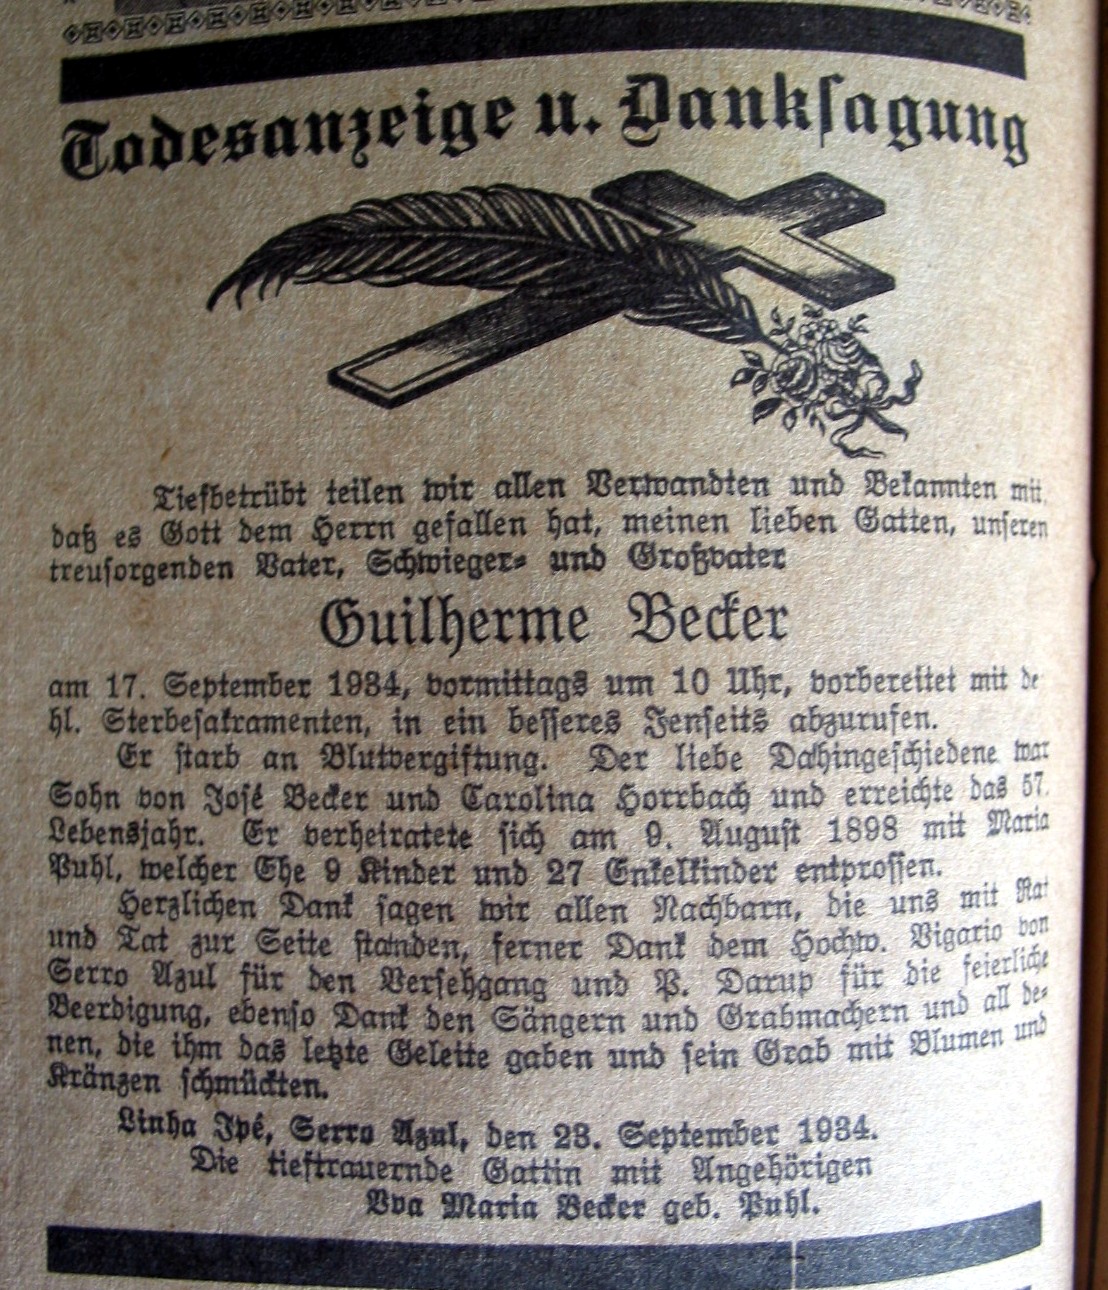 Todesanzeige u. Danksagung
Tiefbetrübt teilen wir allen Verwandten und Bekannten mit,
daß es Gott dem Herrn gefallen hat, meinen lieben Gatten, unseren
treusorgenden Vater, Schwieger- und Großvater
Guilherme Becker
am 17. September 1934, vormittags um 10 Uhr, vorbereitet mit de
hl. Sterbesakramenten, in ein besseres Jenseits abzurufen.
Er starb an Blutvergiftung. Der liebe Dahingeschiedene war
Sohn von José Becker und Carolina Horrbach und erreichte das 57.
Lebensjahr. Er verheiratete sich am 9. August 1898 mit Maria
Puhl, welcher Ehe 9 Kinder und 27 Enkelkinder entprossen.
Herzlichen Dank sagen wir allen Nachbarn, die uns mit Rat
und Tat zur Seite standen, ferner Dank dem Hochw. Vigario von
Serro Azul für den Versehgang und P. Darup für die feierliche
Beerdigung, ebenso Dank den Sängern und Grabmachern und all de-
nen, die ihm das letzte Geleite gaben und sein Grab mit Blumen und
Kränzen schmückten.
Linha Ipé, Serro Azul, den 23. September 1934.
Die tieftrauernde Gattin mit Angehörigen
Vva Maria Becker geb. Puhl.